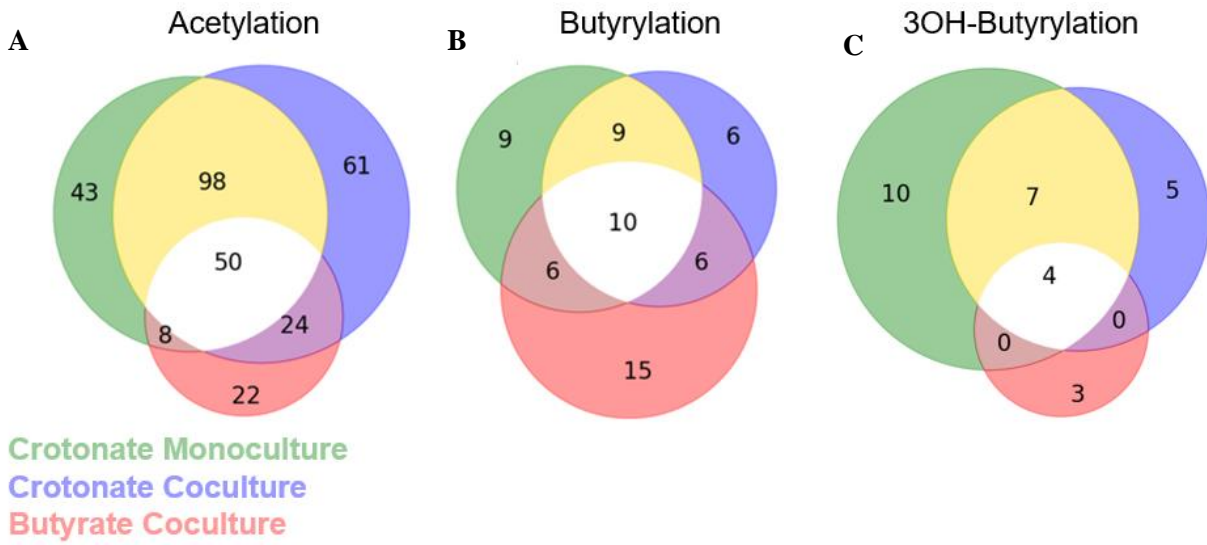 A
Acetylation
43
98
61
50
8
24
22
B
Butyrylation
9
9
6
10
6
6
15
C
3OH-Butyrylation
10
7
5
4
0
0
3
Crotonate Monoculture
Crotonate Coculture
Butyrate Coculture